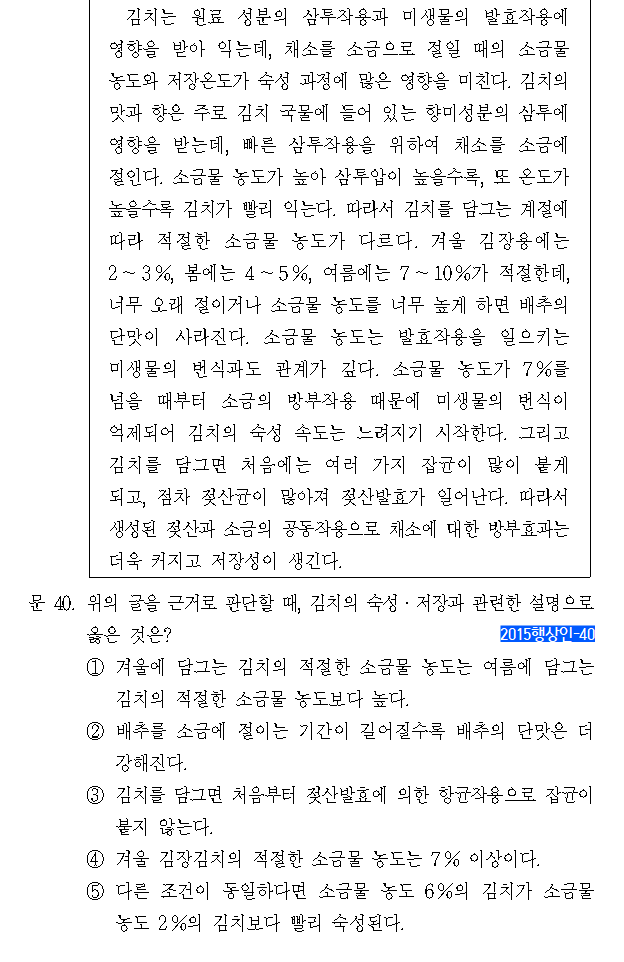 김치는 원료 성분의 삼투작용과 미생물의 발효작용에
영향을 받아 익는데, 채소를 소금으로 절일 때의 소금물
농도와 저장온도가 숙성 과정에 많은 영향을 미친다. 김치의
맛과 향은 주로 김치 국물에 들어 있는 향미성분의 삼투에
영향을 받는데, 빠른 삼투작용을 위하여 채소를 소금에
절인다. 소금물 농도가 높아 삼투압이 높을수록, 또 온도가
높을수록 김치가 빨리 익는다. 따라서 김치를 담그는 계절에
따라 적절한 소금물 농도가 다르다. 겨울 김장용에는
2~3%, 봄에는 4~5%, 여름에는 7~10%가 적절한데,
너무 오래 절이거나 소금물 농도를 너무 높게 하면 배추의
단맛이 사라진다. 소금물 농도는 발효작용을 일으키는
미생물의 번식과도 관계가 깊다. 소금물 농도가 7%를
넘을 때부터 소금의 방부작용 때문에 미생물의 번식이
억제되어 김치의 숙성 속도는 느려지기 시작한다. 그리고
김치를 담그면 처음에는 여러 가지 잡균이 많이 붙게
되고, 점차 젖산균이 많아져 젖산발효가 일어난다. 따라서
생성된 젖산과 소금의 공동작용으로 채소에 대한 방부효과는
더욱 커지고 저장성이 생긴다.
문 40. 위의 글을 근거로 판단할 때, 김치의 숙성·저장과 관련한 설명으로
옳은 것은? 2015행상인-40
① 겨울에 담그는 김치의 적절한 소금물 농도는 여름에 담그는
김치의 적절한 소금물 농도보다 높다.
② 배추를 소금에 절이는 기간이 길어질수록 배추의 단맛은 더
강해진다.
③ 김치를 담그면 처음부터 젖산발효에 의한 항균작용으로 잡균이
붙지 않는다.
④ 겨울 김장김치의 적절한 소금물 농도는 7% 이상이다.
⑤ 다른 조건이 동일하다면 소금물 농도 6%의 김치가 소금물
농도 2%의 김치보다 빨리 숙성된다.